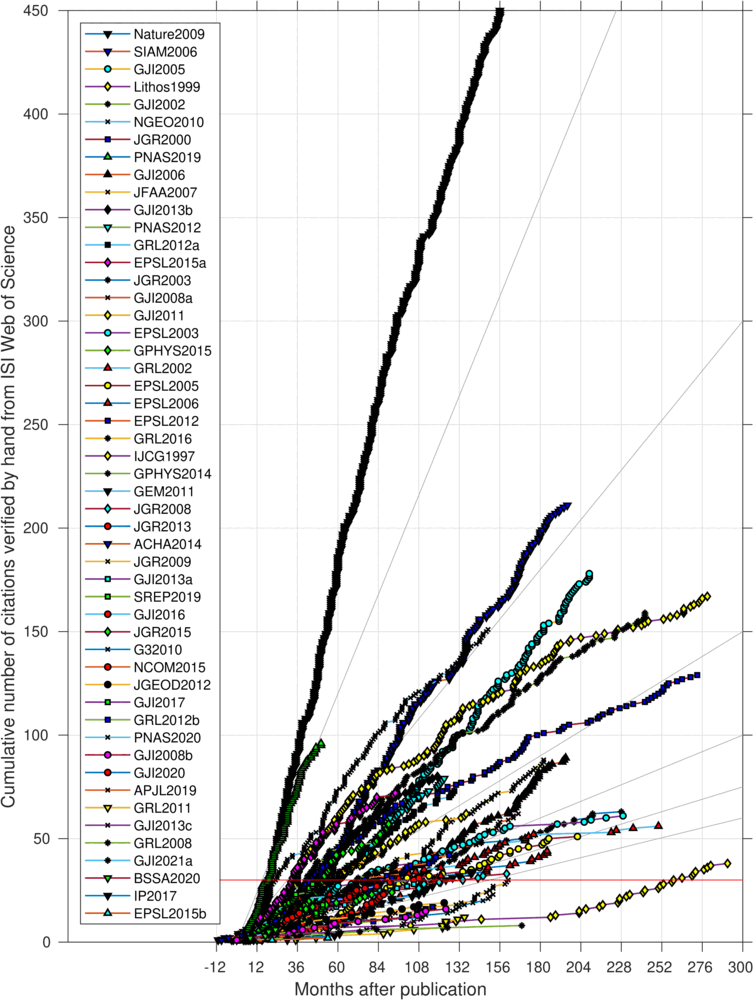 450
400
350
300
250
200
150
100
50
0
Cumulative number of citations verified by hand from ISI Web of Science
Nature2009
SIAM2006
GJI2005
Lithos1999
GJI2002
NGEO2010
JGR2000
PNAS2019
GJI2006
JFAA2007
GJI2013b
PNAS2012
GRL2012a
EPSL2015a
JGR2003
GJI2008a
GJI2011
EPSL2003
GPHYS2015
GRL2002
EPSL2005
EPSL2006
EPSL2012
GRL2016
IJCG1997
GPHYS2014
GEM2011
JGR2008
JGR2013
ACHA2014
JGR2009
GJI2013a
SREP2019
GJI2016
JGR2015
G32010
NCOM2015
JGEOD2012
GJI2017
GRL2012b
PNAS2020
GJI2008b
GJI2020
APJL2019
GRL2011
GJI2013c
GRL2008
GJI2021a
BSSA2020
IP2017
EPSL2015b
-12 12 36 60 84 108 132 156 180 204 228 252 276 300
Months after publication